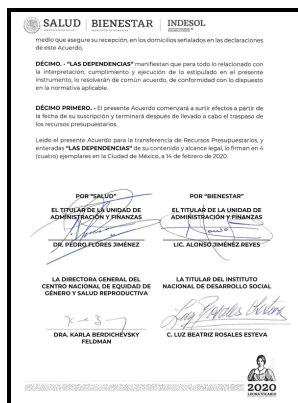 SALUD
SECRETARÍA DE SALUD
BIENESTAR
SECRETARÍA DE BIENESTAR
INDESOL
medio que asegure su recepción, en los domicilios señalados en las declaraciones
de este Acuerdo.
DÉCIMO. - "LAS DEPENDENCIAS" manifiestan que para todo lo relacionado con
la interpretación, cumplimiento y ejecución de lo estipulado en el presente
instrumento, lo resolverán de común acuerdo, de conformidad con lo dispuesto
en la normativa aplicable.
DÉCIMO PRIMERO. - El presente Acuerdo comenzará a surtir efectos a partir de
la fecha de su suscripción y terminará después de llevado a cabo el traspaso de
los recursos presupuestarios.
Leído el presente Acuerdo para la transferencia de Recursos Presupuestarios, y
enteradas "LAS DEPENDENCIAS" de su contenido y alcance legal, lo firman en 4
(cuatro) ejemplares en la Ciudad de México, a 14 de febrero de 2020.
POR "SALUD"
EL TITULAR DE LA UNIDAD DE
ADMINISTRACIÓN Y FINANZAS
DR. PEDRO FLORES JIMÉNEZ
POR "BIENESTAR"
EL TITULAR DE LA UNIDAD DE
ADMINISTRACIÓN Y FINANZAS
LIC. ALONSO JIMÉNEZ REYES
LA DIRECTORA GENERAL DEL
CENTRO NACIONAL DE EQUIDAD DE
GÉNERO Y SALUD REPRODUCTIVA
DRA. KARLA BERDICHEVSKY
FELDMAN
LA TITULAR DEL INSTITUTO
NACIONAL DE DESARROLLO SOCIAL
Luz Rosales Esteva
C. LUZ BEATRIZ ROSALES ESTEVA
2020
LEONA VICARIO